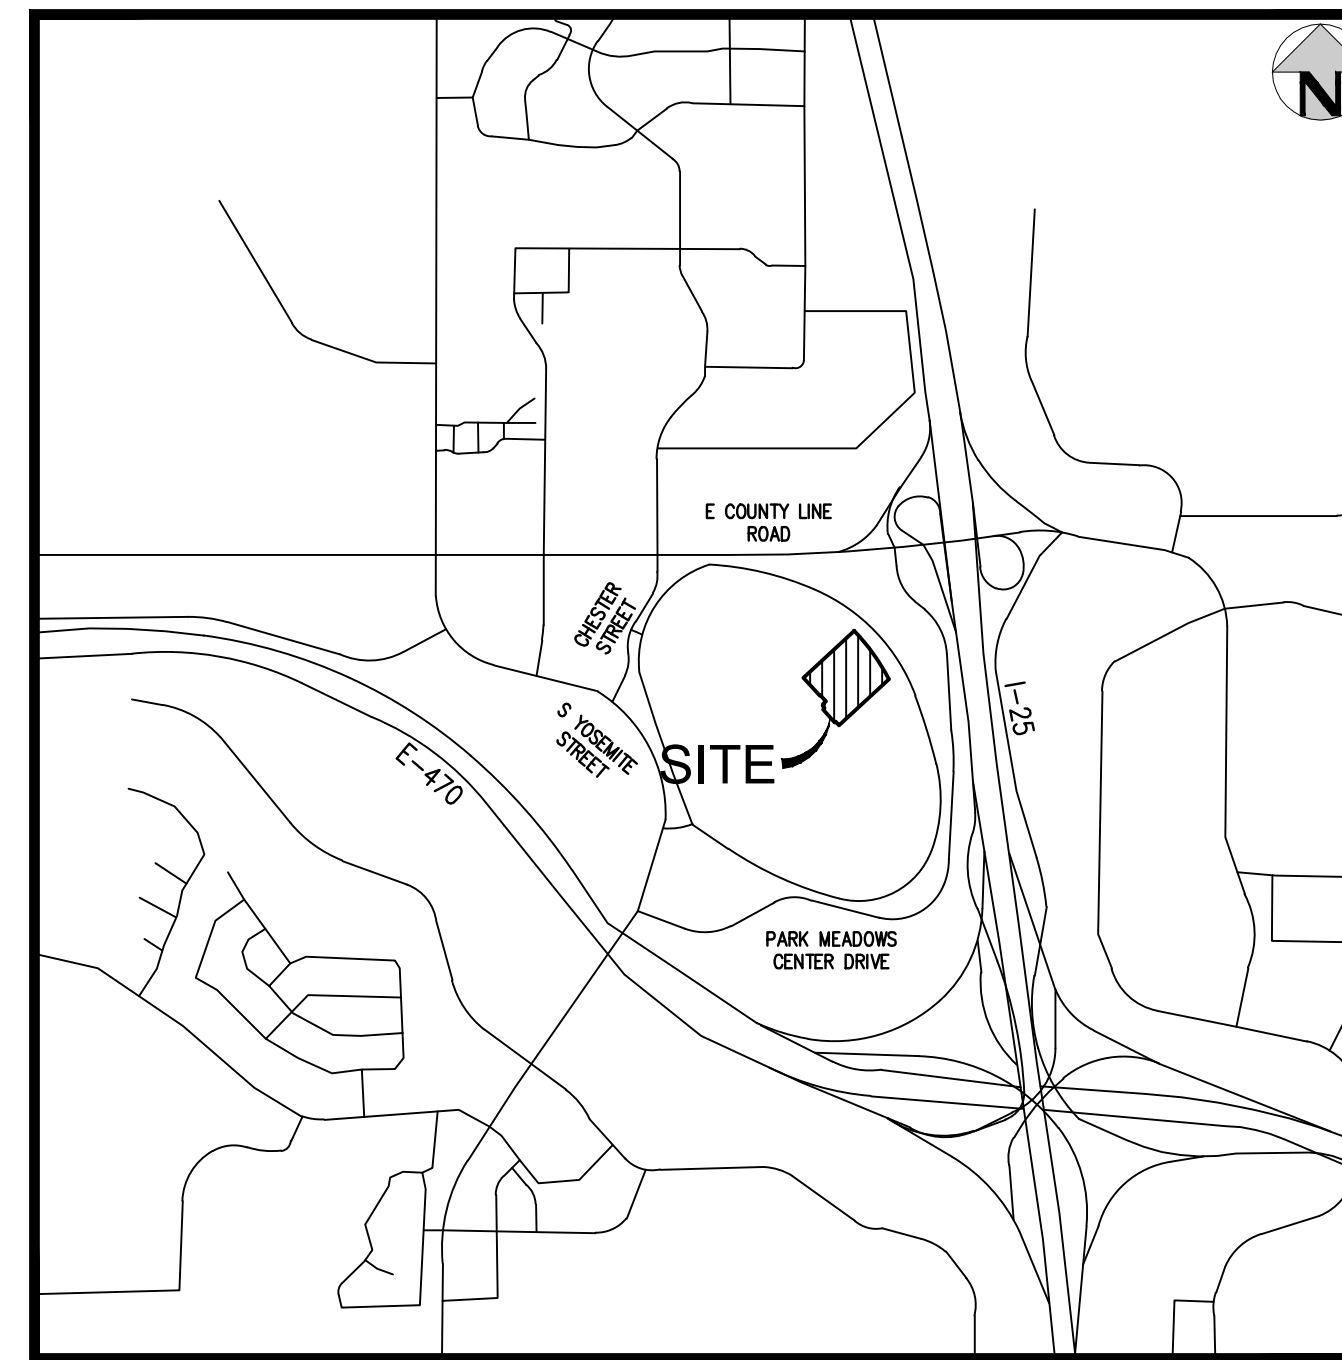 N
E COUNTY LINE
ROAD
CHESTER
STREET
I-25
S YOSEMITE
STREET
E-470
SITE
PARK MEADOWS
CENTER DRIVE